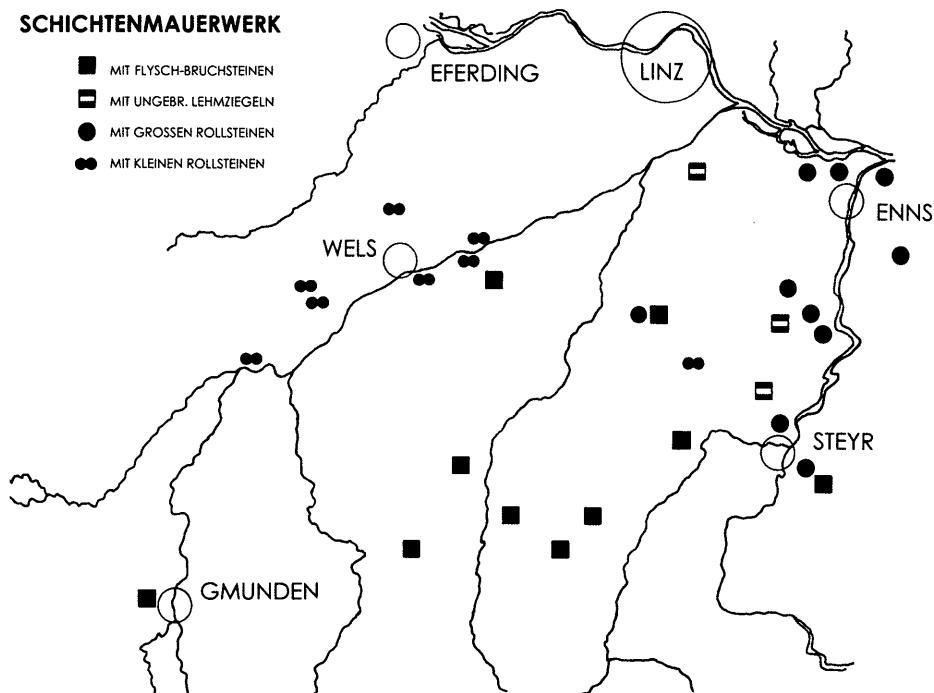 SCHICHTENMAUERWERK
MIT FLYSCH-BRUCHSTEINEN
MIT UNGEBR. LEHMZIEGELN
MIT GROSSEN ROLLSTEINEN
MIT KLEINEN ROLLSTEINEN
EFERDING
LINZ
ENNS
WELS
STEYR
GMUNDEN